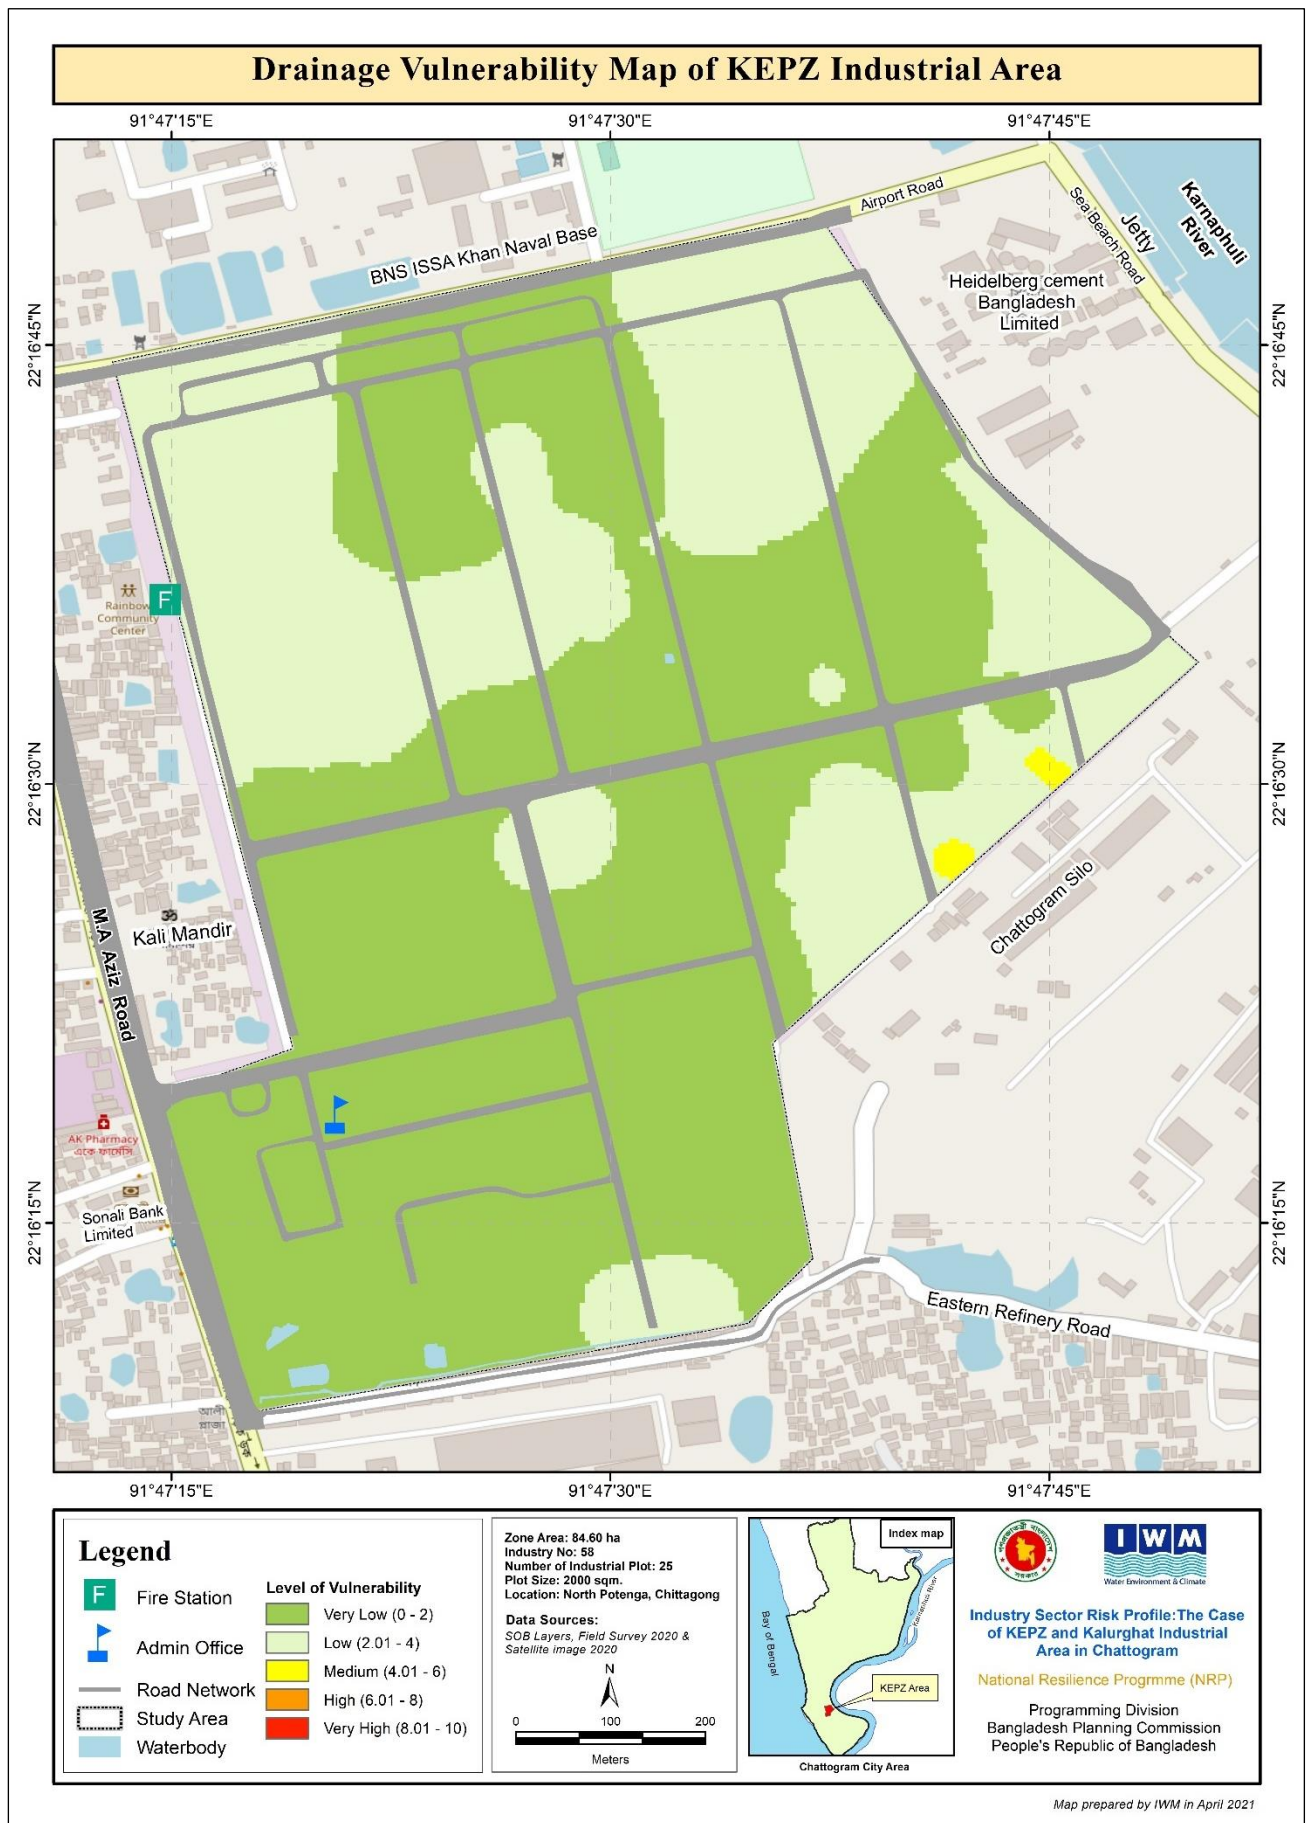 Drainage Vulnerability Map of KEPZ Industrial Area
91°47'15"E
91°47'30"E
91°47'45"E
Airport Road
Karnaphuli
River
Jetty
Sea Beach Road
BNS ISSA Khan Naval Base
Heidelberg cement
Bangladesh
Limited
22°16'45"N
22°16'45"N
F
Rainbow
Community
Center
22°16'30"N
22°16'30"N
Chattogram Silo
Kali Mandir
M.A Aziz Road
AK Pharmacy
একে ফার্মেসি
Sonali Bank
Limited
22°16'15"N
22°16'15"N
Eastern Refinery Road
91°47'15"E
91°47'30"E
91°47'45"E
Legend
F
Fire Station
Admin Office
Road Network
Study Area
Waterbody
Level of Vulnerability
Very Low (0 - 2)
Low (2.01 - 4)
Medium (4.01 - 6)
High (6.01 - 8)
Very High (8.01 - 10)
Zone Area: 84.60 ha
Industry No: 58
Number of Industrial Plot: 25
Plot Size: 2000 sqm.
Location: North Potenga, Chittagong
Data Sources:
SOB Layers, Field Survey 2020 &
Satellite image 2020
N
0 100 200
Meters
Index map
Bay of Bengal
KEPZ Area
Chattogram City Area
IWM
Water Environment & Climate
Industry Sector Risk Profile:The Case
of KEPZ and Kalurghat Industrial
Area in Chattogram
National Resilience Progrmme (NRP)
Programming Division
Bangladesh Planning Commission
People's Republic of Bangladesh
Map prepared by IWM in April 2021